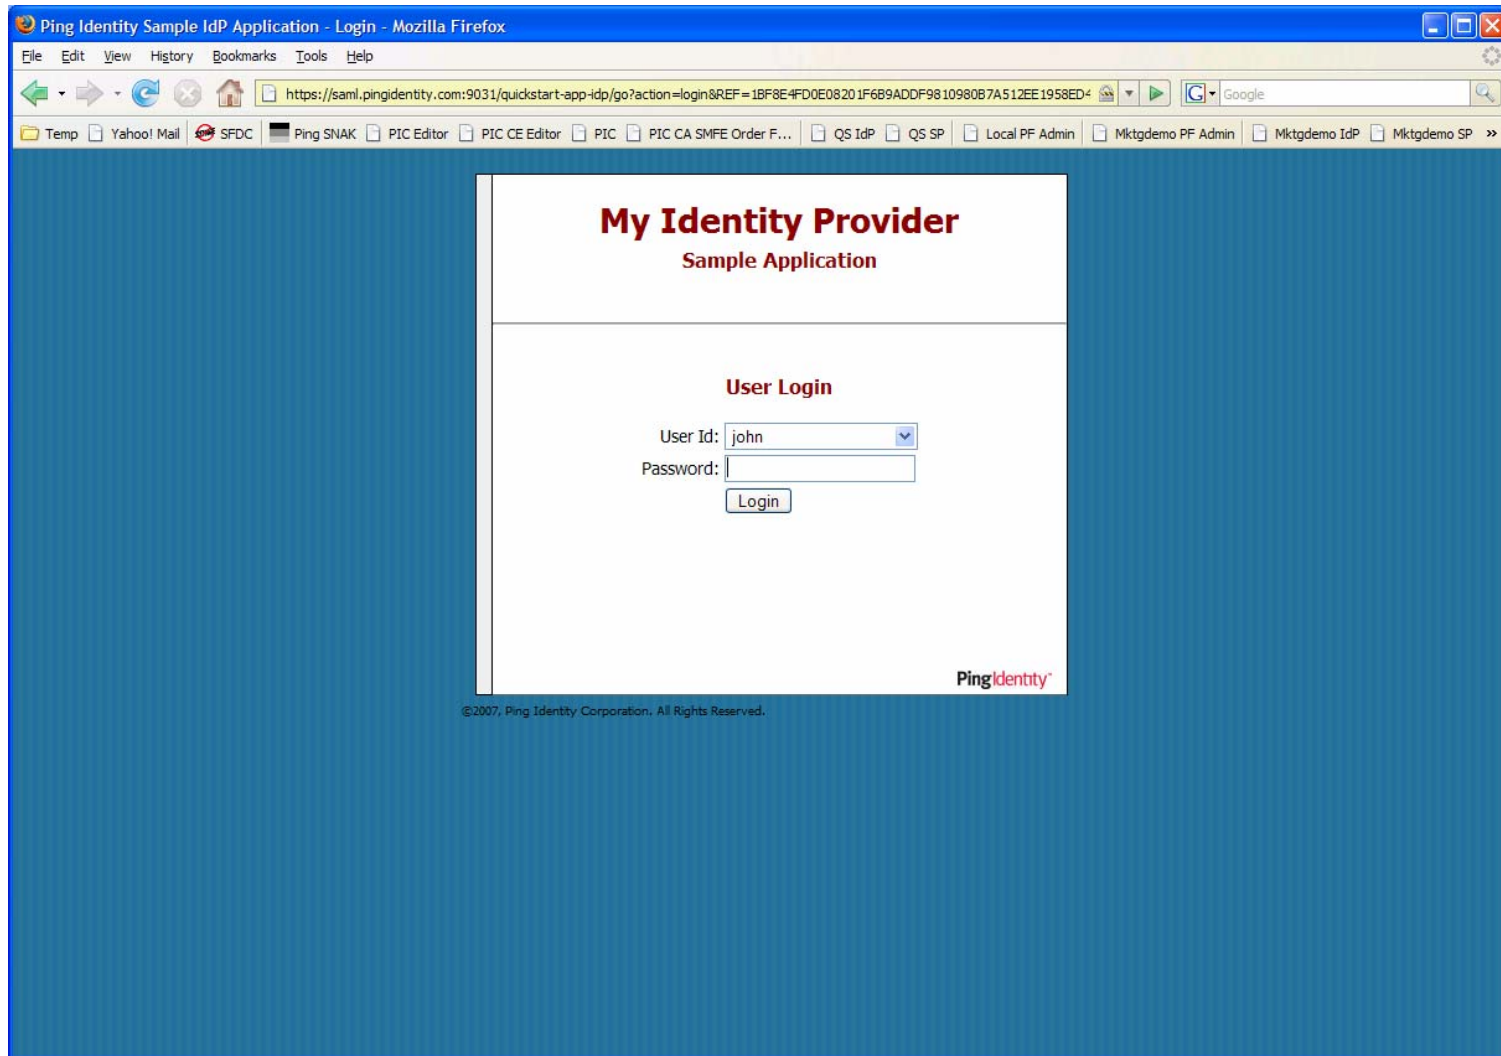 Ping Identity Sample IdP Application - Login - Mozilla Firefox
File Edit View History Bookmarks Tools Help
https://saml.pingidentity.com:9031/quickstart-app-idp/go?action=login&REF=1BF8E4FD0E08201F6B9ADDF9810980B7A512EE1958ED4 Google
Temp Yahoo! Mail SFDC Ping SNAK PIC Editor PIC CE Editor PIC PIC CA SMFE Order F... QS IdP QS SP Local PF Admin Mktgdemo PF Admin Mktgdemo IdP Mktgdemo SP »
My Identity Provider
Sample Application
User Login
User Id: john
Password:
Login
PingIdentity
©2007, Ping Identity Corporation. All Rights Reserved.